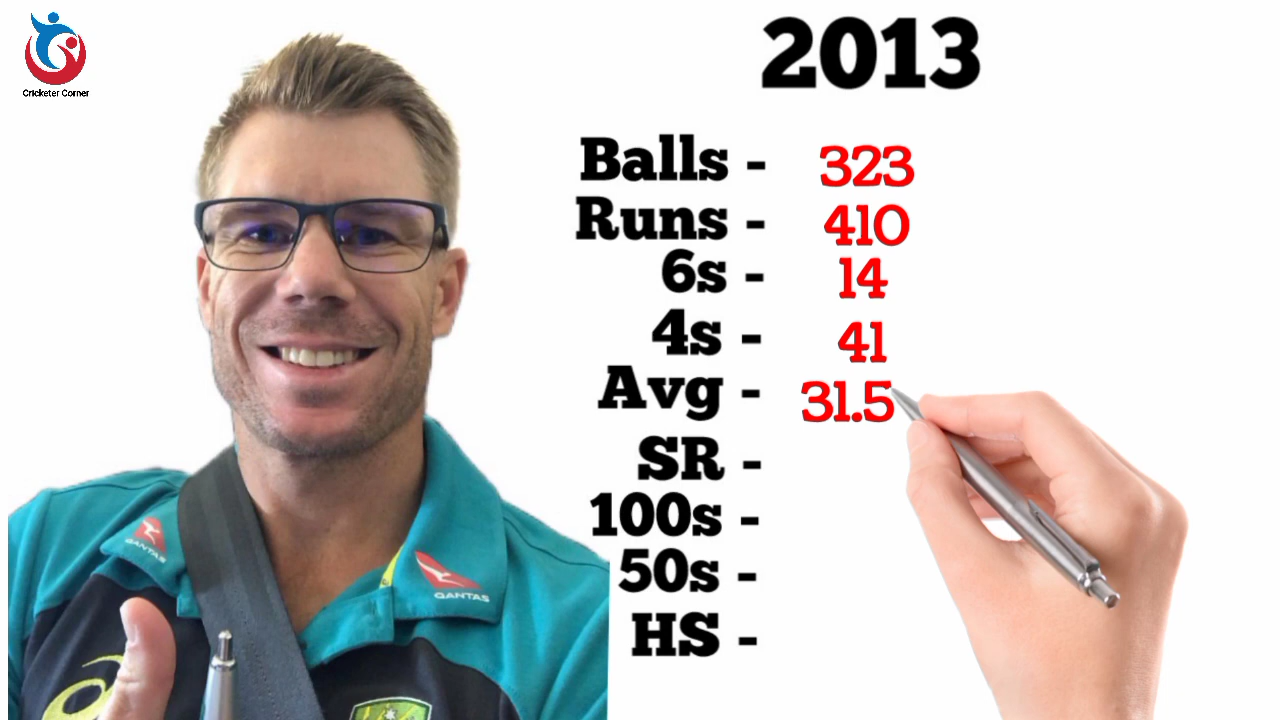 Cricketer Corner
2013
Balls - 323
Runs - 410
6s - 14
4s - 41
Avg - 31.5
SR -
100s -
50s -
HS -
QANTAS
QANTAS